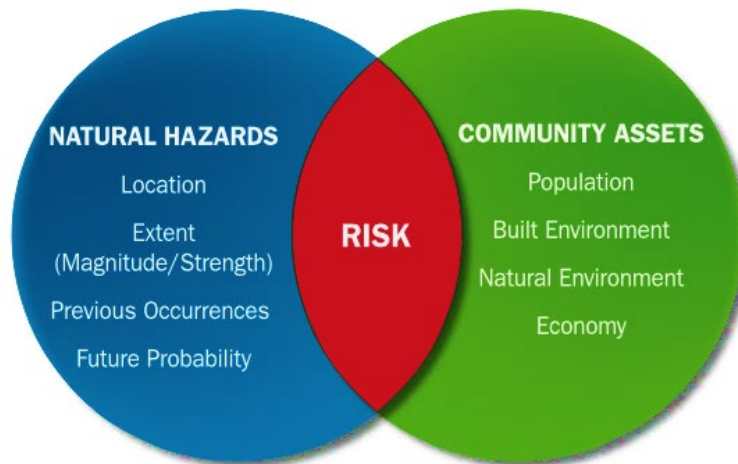 NATURAL HAZARDS
Location
Extent
(Magnitude/Strength)
Previous Occurrences
Future Probability
RISK
COMMUNITY ASSETS
Population
Built Environment
Natural Environment
Economy